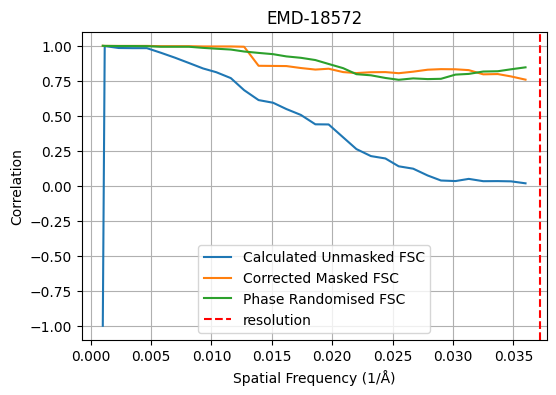 EMD-18572
1.00
0.75
0.50
0.25
0.00
−0.25
−0.50
−0.75
−1.00
Correlation
Calculated Unmasked FSC
Corrected Masked FSC
Phase Randomised FSC
resolution
0.000 0.005 0.010 0.015 0.020 0.025 0.030 0.035
Spatial Frequency (1/Å)